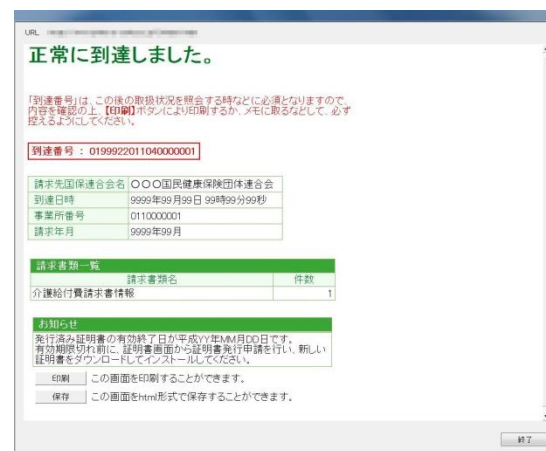 URL
正常に到達しました。
「到達番号」は、この後の取扱状況を照会する時などに必須となりますので、
内容を確認の上、【印刷】ボタンにより印刷するか、メモに取るなどして、必ず
控えるようにしてください。
到達番号 : 0199922011040000001
請求先国保連合会名 〇〇〇国民健康保険団体連合会
到達日時 9999年99月99日 99時99分99秒
事業所番号 0110000001
請求年月 9999年99月
請求書類一覧
請求書類名 件数
介護給付費請求書情報 1
お知らせ
発行済み証明書の有効終了日が平成YY年MM月DD日です。
有効期限切れ前に、証明書画面から証明書発行申請を行い、新しい
証明書をダウンロードしてインストールしてください。
印刷 この画面を印刷することができます。
保存 この画面をhtml形式で保存することができます。
終了